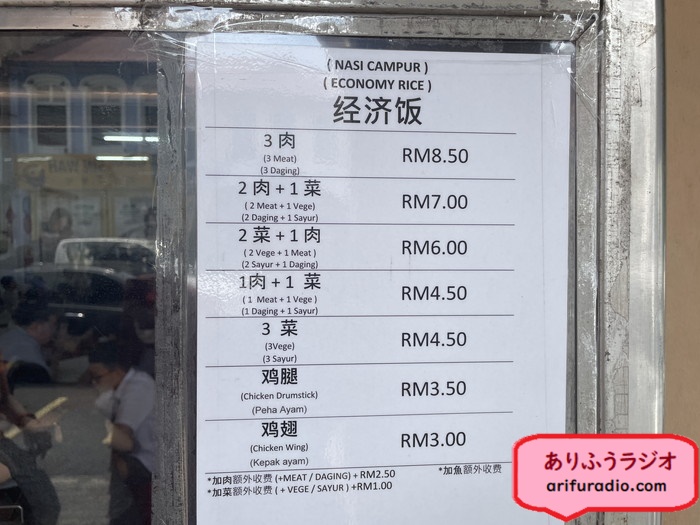 ( NASI CAMPUR )
( ECONOMY RICE )
经济饭
3 肉
(3 Meat)
(3 Daging)
RM8.50
2 肉 + 1 菜
( 2 Meat + 1 Vege)
(2 Daging + 1 Sayur)
RM7.00
2 菜 + 1 肉
( 2 Vege + 1 Meat )
(2 Sayur + 1 Daging)
RM6.00
1肉 + 1 菜
( 1 Meat + 1 Vege )
(1 Daging + 1 Sayur)
RM4.50
3 菜
(3Vege)
(3 Sayur)
RM4.50
鸡腿
(Chicken Drumstick)
(Peha Ayam)
RM3.50
鸡翅
(Chicken Wing)
(Kepak ayam)
RM3.00
*加肉额外收费 (+MEAT / DAGING) + RM2.50
*加魚額外收费
*加菜额外收费 ( + VEGE / SAYUR ) +RM1.00
ありふうラジオ
arifuradio.com